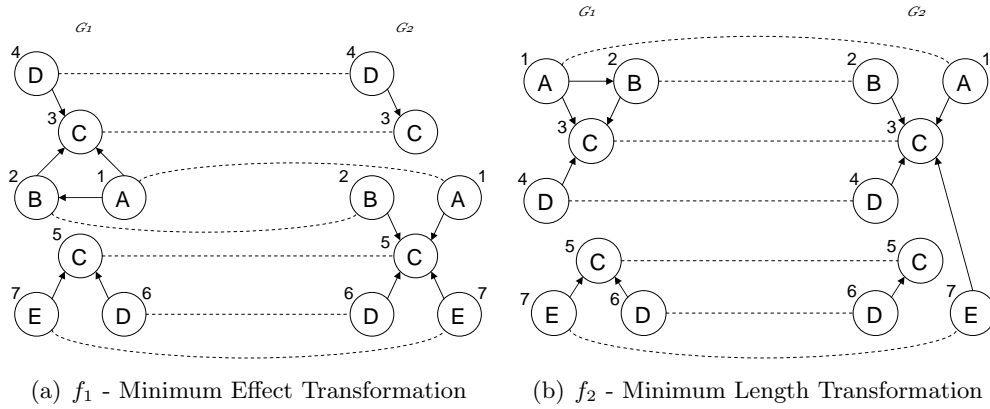 G1 G2 G1 G2
4 D 4 D
3 C 3 C
2 B 1 A 2 B 1 A
5 C 5 C
7 E 6 D 6 D 7 E
1 A 2 B 2 B 1 A
3 C 3 C
4 D 4 D
5 C 5 C
7 E 6 D 6 D 7 E
(a) f1 - Minimum Effect Transformation
(b) f2 - Minimum Length Transformation